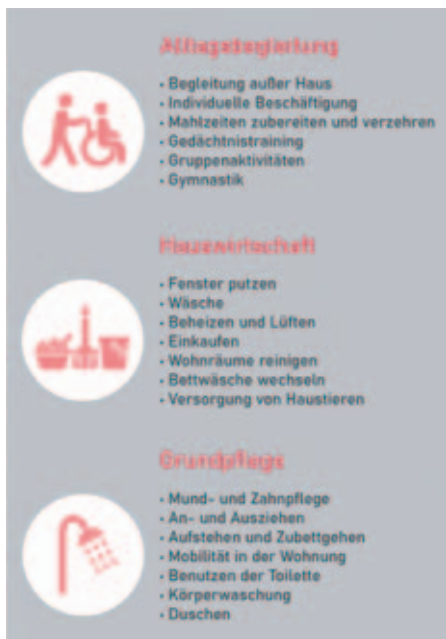 Alltagsbegleitung
• Begleitung außer Haus
• Individuelle Beschäftigung
• Mahlzeiten zubereiten und verzehren
• Gedächtnistraining
• Gruppenaktivitäten
• Gymnastik
Hauswirtschaft
• Fenster putzen
• Wäsche
• Beheizen und Lüften
• Einkaufen
• Wohnräume reinigen
• Bettwäsche wechseln
• Versorgung von Haustieren
Grundpflege
• Mund- und Zahnpflege
• An- und Ausziehen
• Aufstehen und Zubettgehen
• Mobilität in der Wohnung
• Benutzen der Toilette
• Körperwaschung
• Duschen